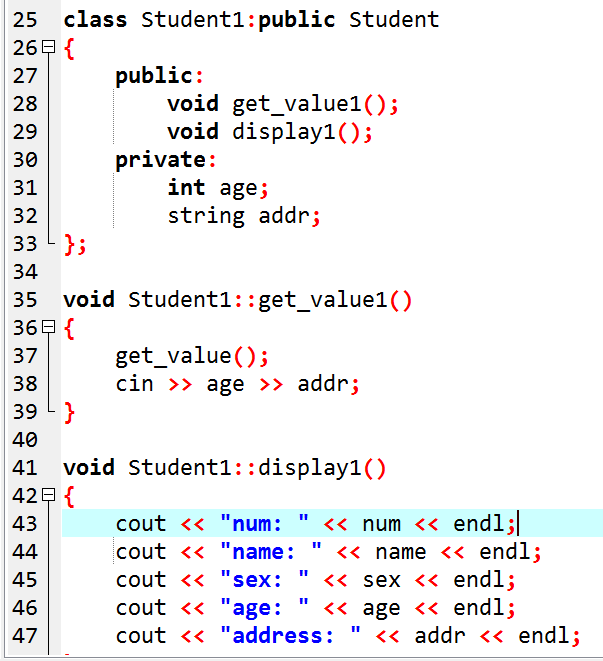 25 class Student1:public Student
26 {
27     public:
28         void get_value1();
29         void display1();
30     private:
31         int age;
32         string addr;
33 };
34
35 void Student1::get_value1()
36 {
37     get_value();
38     cin >> age >> addr;
39 }
40
41 void Student1::display1()
42 {
43     cout << "num: " << num << endl;
44     cout << "name: " << name << endl;
45     cout << "sex: " << sex << endl;
46     cout << "age: " << age << endl;
47     cout << "address: " << addr << endl;